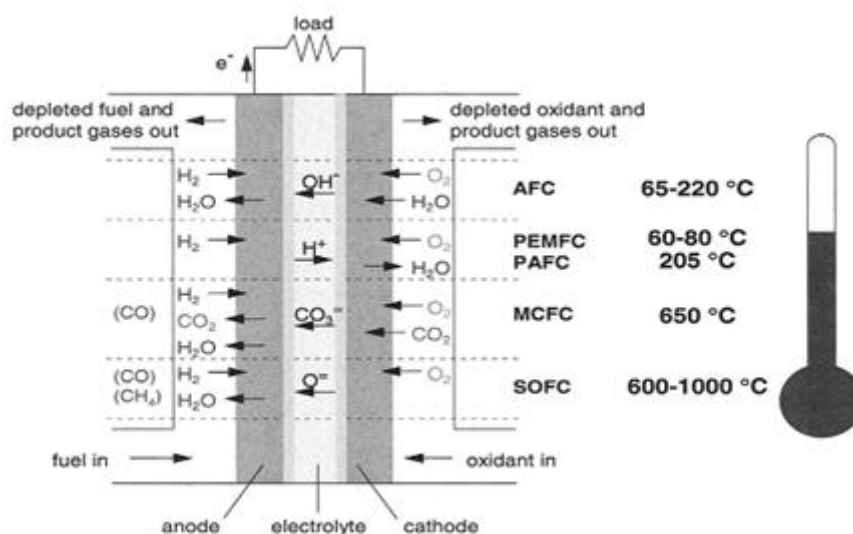 load
e⁻
depleted fuel and
product gases out
depleted oxidant and
product gases out
H₂
OH⁻
O₂
H₂O
H₂O
AFC
65-220 °C
H₂
H⁺
O₂
H₂O
PEMFC
60-80 °C
PAFC
205 °C
(CO)
H₂
CO₂
H₂O
CO₃⁼
O₂
CO₂
MCFC
650 °C
(CO)
(CH₄)
H₂
H₂O
O⁼
O₂
SOFC
600-1000 °C
fuel in
oxidant in
anode
electrolyte
cathode